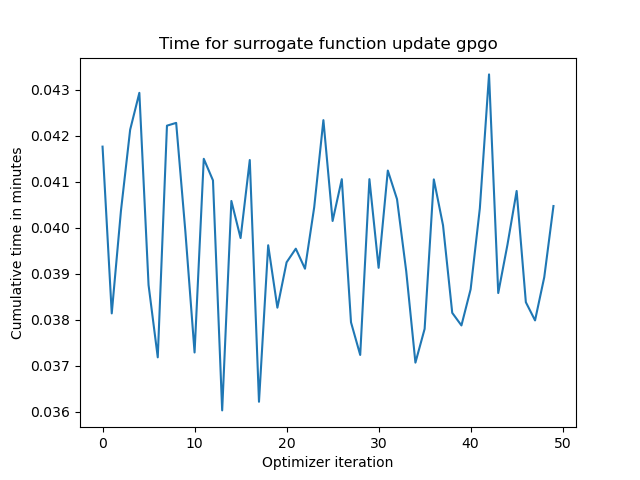 Time for surrogate function update gpgo
Cumulative time in minutes
0.043
0.042
0.041
0.040
0.039
0.038
0.037
0.036
0 10 20 30 40 50
Optimizer iteration